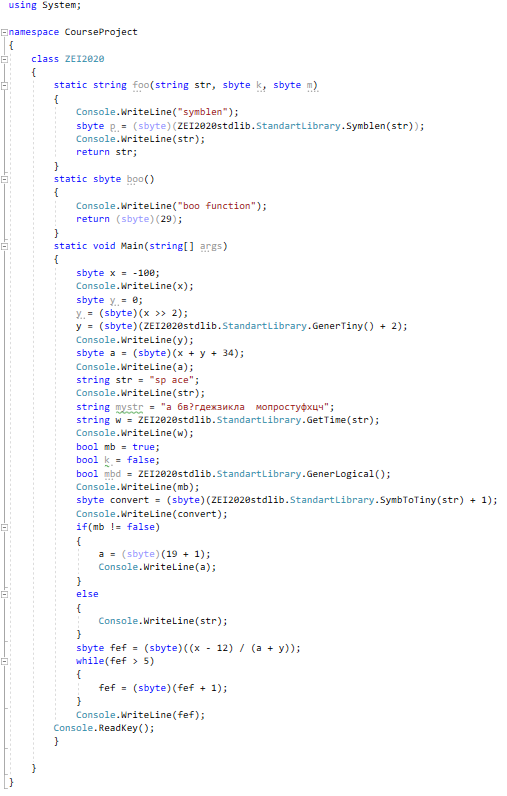 using System;
namespace CourseProject
{
class ZEI2020
{
static string foo(string str, sbyte k, sbyte m)
{
Console.WriteLine("symblen");
sbyte p = (sbyte)(ZEI2020stdlib.StandartLibrary.Symblen(str));
Console.WriteLine(str);
return str;
}
static sbyte boo()
{
Console.WriteLine("boo function");
return (sbyte)(29);
}
static void Main(string[] args)
{
sbyte x = -100;
Console.WriteLine(x);
sbyte y = 0;
y = (sbyte)(x >> 2);
y = (sbyte)(ZEI2020stdlib.StandartLibrary.GenerTiny() + 2);
Console.WriteLine(y);
sbyte a = (sbyte)(x + y + 34);
Console.WriteLine(a);
string str = "sp ace";
Console.WriteLine(str);
string mystr = "а бв?гдежзикла  мопростуфхцч";
string w = ZEI2020stdlib.StandartLibrary.GetTime(str);
Console.WriteLine(w);
bool mb = true;
bool k = false;
bool mbd = ZEI2020stdlib.StandartLibrary.GenerLogical();
Console.WriteLine(mb);
sbyte convert = (sbyte)(ZEI2020stdlib.StandartLibrary.SymbToTiny(str) + 1);
Console.WriteLine(convert);
if(mb != false)
{
a = (sbyte)(19 + 1);
Console.WriteLine(a);
}
else
{
Console.WriteLine(str);
}
sbyte fef = (sbyte)((x - 12) / (a + y));
while(fef > 5)
{
fef = (sbyte)(fef + 1);
}
Console.WriteLine(fef);
Console.ReadKey();
}
}
}